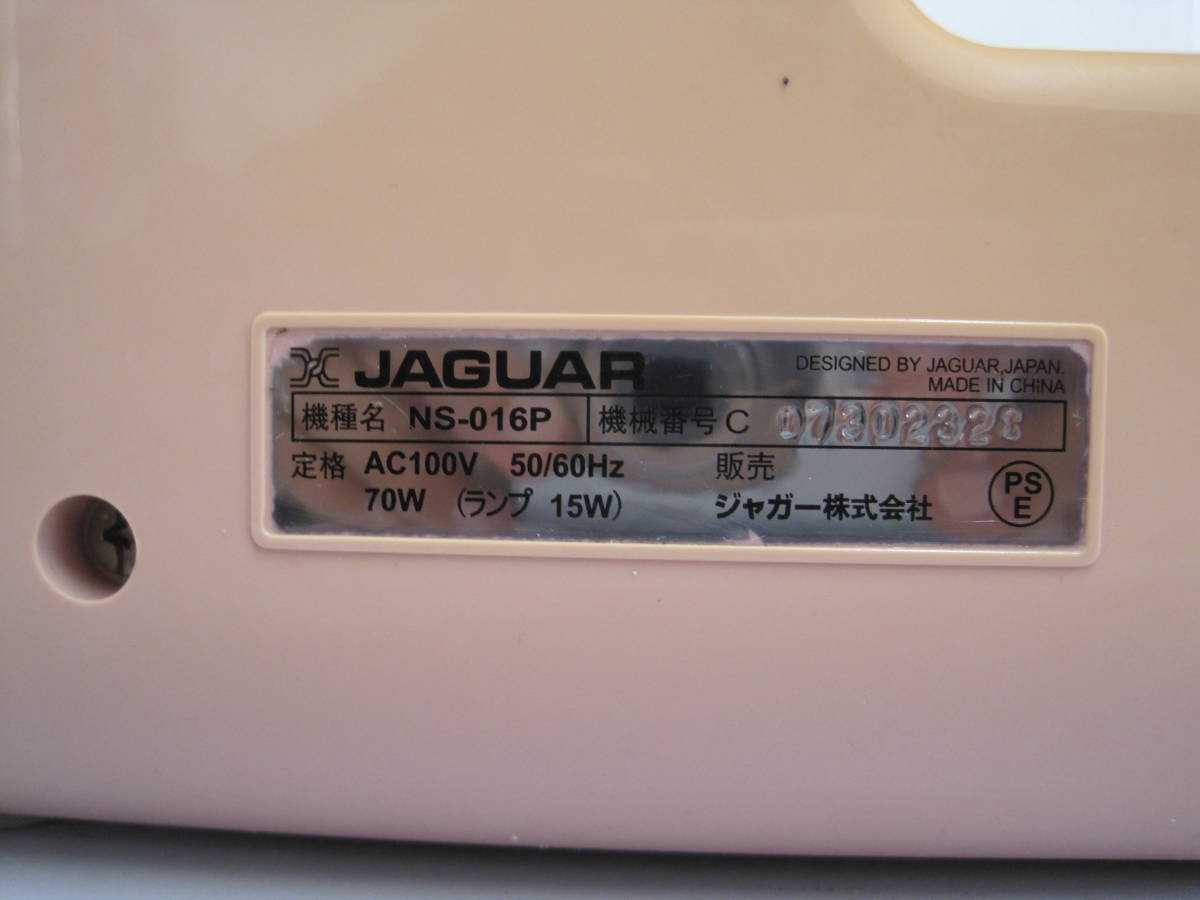 JAGUAR
DESIGNED BY JAGUAR,JAPAN.
MADE IN CHINA
機種名 NS-016P 機械番号 C
定格 AC100V 50/60Hz 販売
70W (ランプ 15W) ジャガー株式会社
PS
E